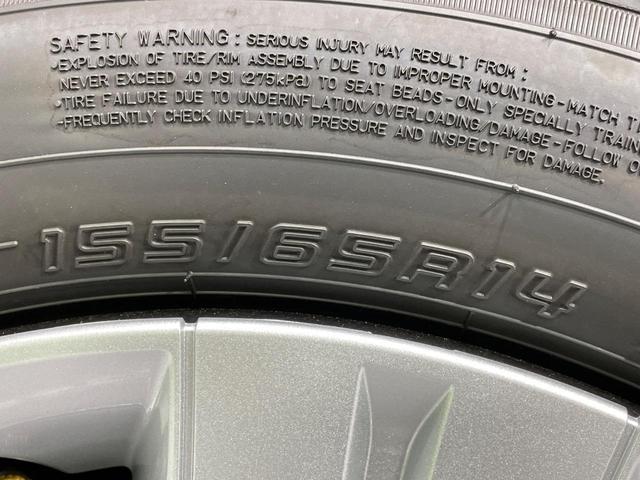 SAFETY WARNING: SERIOUS INJURY MAY RESULT FROM:
•EXPLOSION OF TIRE/RIM ASSEMBLY DUE TO IMPROPER MOUNTING-MATCH
NEVER EXCEED 40 PSI (275kPa) TO SEAT BEADS-ONLY SPECIALLY
•TIRE FAILURE DUE TO UNDERINFLATION/OVERLOADING/DAMAGE-FOLLOW
-FREQUENTLY CHECK INFLATION PRESSURE AND INSPECT FOR DAMAGE.
155/65R14